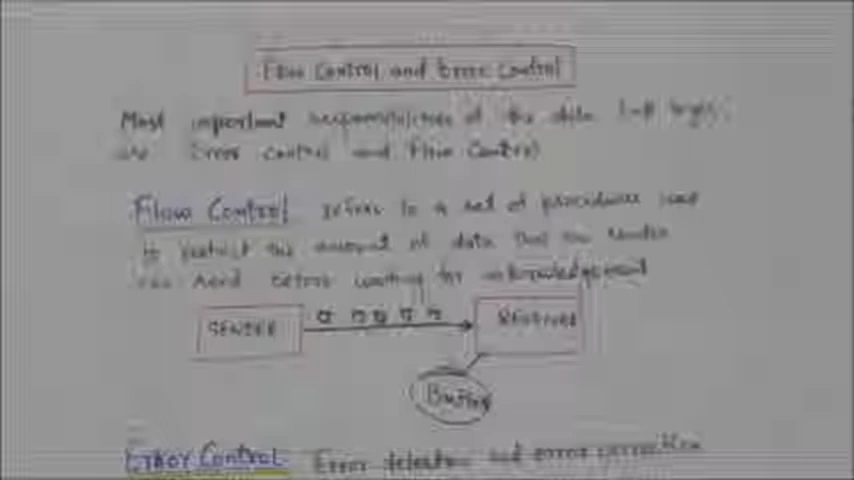 Flow Control and Error Control
Most important responsibilities of the data link layer
are Error control and Flow Control
Flow Control refers to a set of procedures used
to restrict the amount of data that the sender
can send before waiting for acknowledgement
SENDER
RECEIVER
Buffer
Error Control Error detection and error correction